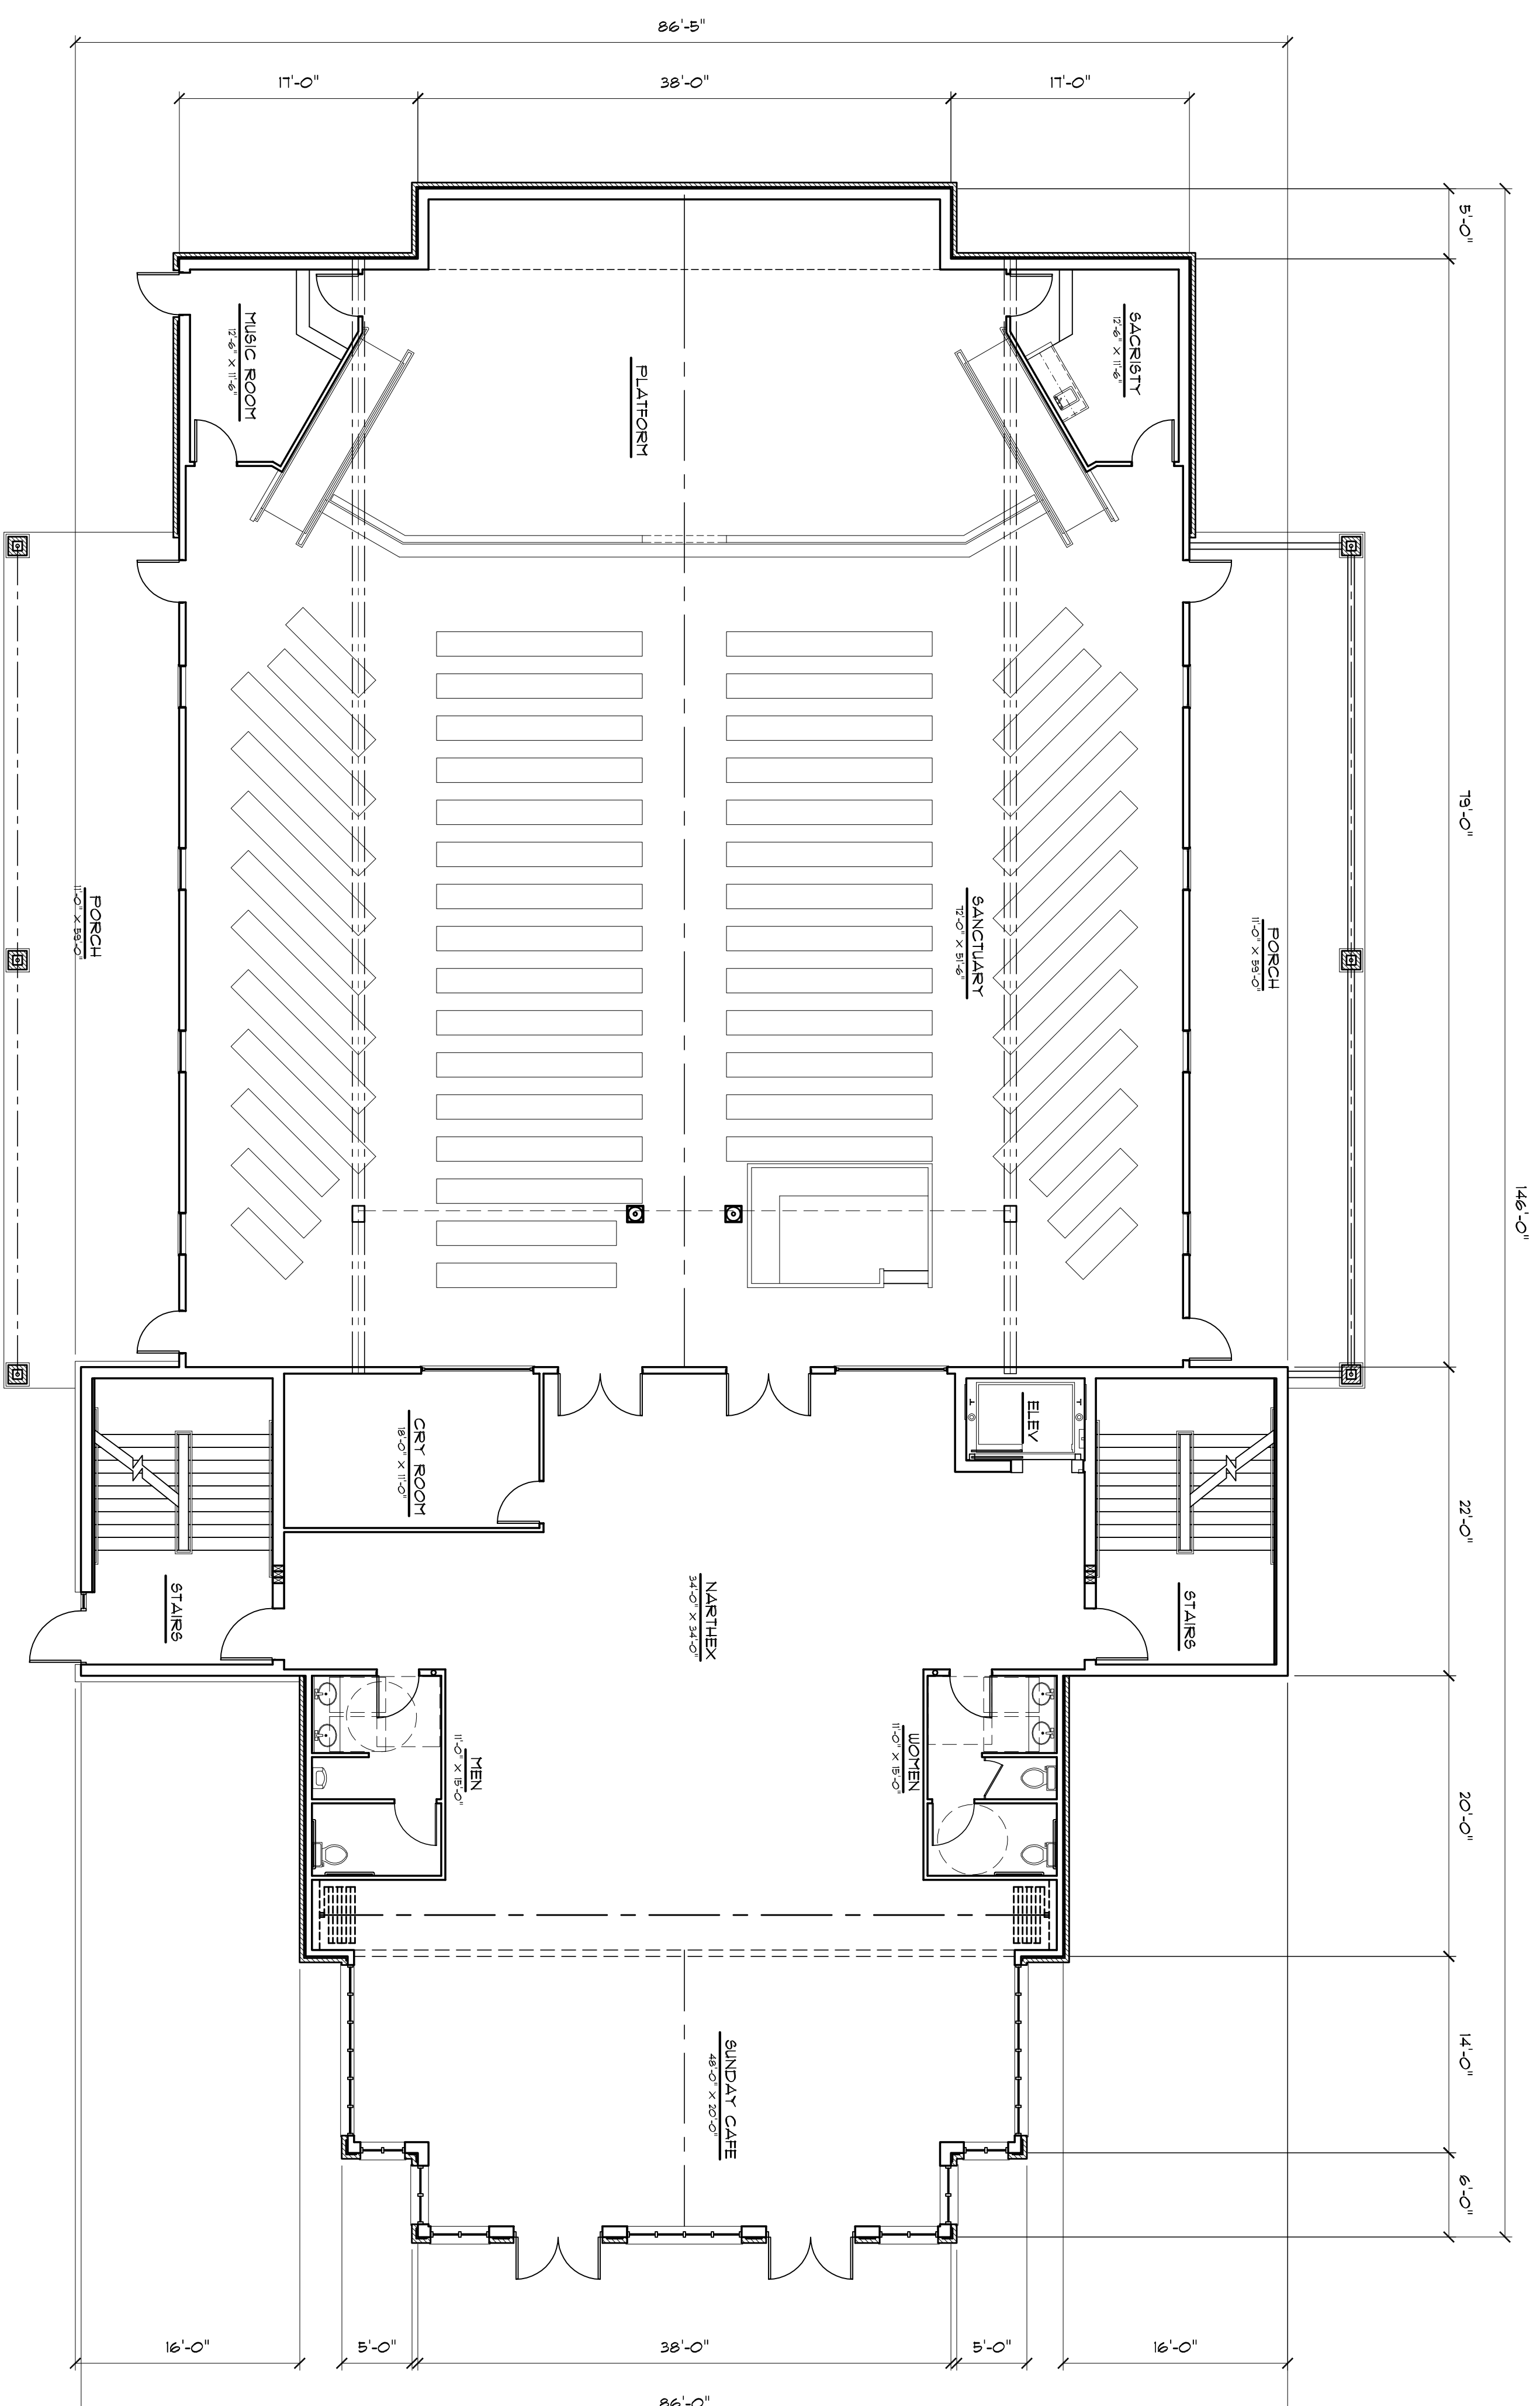 86'-5"
17'-0"
38'-0"
17'-0"
5'-0"
79'-0"
146'-0"
22'-0"
20'-0"
14'-0"
6'-0"
MUSIC ROOM
12'-6" X 11'-6"
PLATFORM
SACRISTY
12'-6" X 11'-6"
PORCH
11'-0" X 59'-0"
SANCTUARY
72'-0" X 51'-6"
PORCH
11'-0" X 59'-0"
CRY ROOM
18'-0" X 11'-0"
ELEV
STAIRS
NARTHEX
34'-0" X 34'-0"
STAIRS
MEN
11'-0" X 15'-0"
WOMEN
11'-0" X 15'-0"
SUNDAY CAFE
48'-0" X 20'-0"
16'-0"
5'-0"
38'-0"
5'-0"
16'-0"
86'-0"